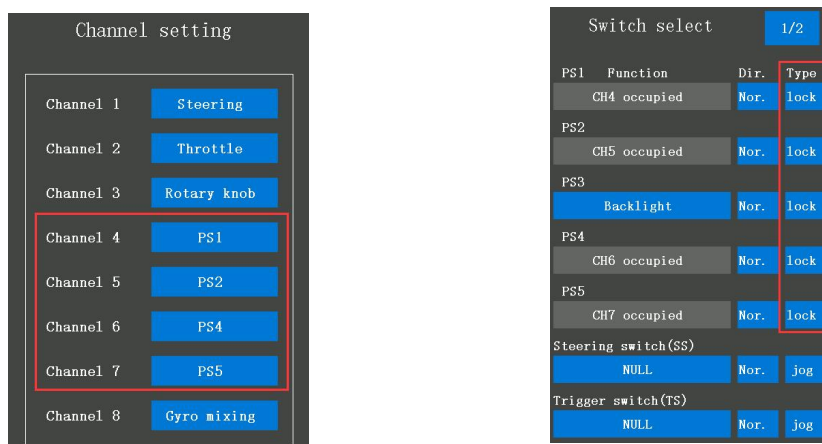 Channel setting
Channel 1 Steering
Channel 2 Throttle
Channel 3 Rotary knob
Channel 4 PS1
Channel 5 PS2
Channel 6 PS4
Channel 7 PS5
Channel 8 Gyro mixing
Switch select 1/2
PS1 Function Dir. Type
CH4 occupied Nor. lock
PS2
CH5 occupied Nor. lock
PS3
Backlight Nor. lock
PS4
CH6 occupied Nor. lock
PS5
CH7 occupied Nor. lock
Steering switch(SS)
NULL Nor. jog
Trigger switch(TS)
NULL Nor. jog